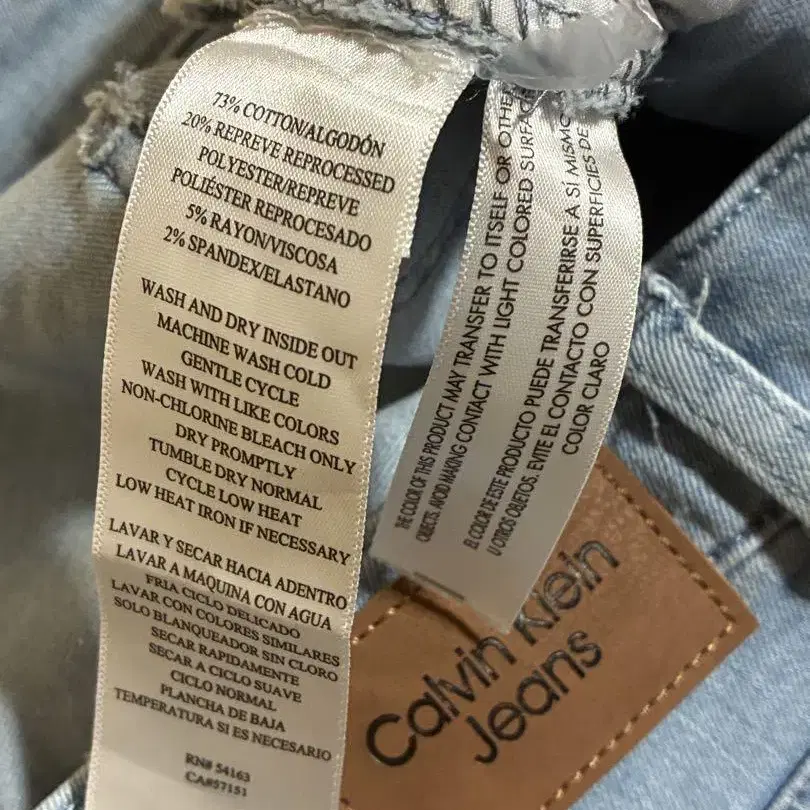 73% COTTON/ALGODÓN
20% REPREVE REPROCESSED
POLYESTER/REPREVE
POLIÉSTER REPROCESADO
5% RAYON/VISCOSA
2% SPANDEX/ELASTANO
WASH AND DRY INSIDE OUT
MACHINE WASH COLD
GENTLE CYCLE
WASH WITH LIKE COLORS
NON-CHLORINE BLEACH ONLY
DRY PROMPTLY
TUMBLE DRY NORMAL
CYCLE LOW HEAT
LOW HEAT IRON IF NECESSARY
LAVAR Y SECAR HACIA ADENTRO
LAVAR A MAQUINA CON AGUA
FRIA CICLO DELICADO
LAVAR CON COLORES SIMILARES
SOLO BLANQUEADOR SIN CLORO
SECAR RAPIDAMENTE
SECAR A CICLO SUAVE
CICLO NORMAL
PLANCHA DE BAJA
TEMPERATURA SI ES NECESARIO
RN# 54163
CA#57151
THE COLOR OF THIS PRODUCT MAY TRANSFER TO ITSELF OR OTHER
OBJECTS. AVOID MAKING CONTACT WITH LIGHT COLORED
EL COLOR DE ESTE PRODUCTO PUEDE TRANSFERIRSE A SÍ MISMO
U OTROS OBJETOS. EVITE EL CONTACTO CON SUPERFICIES DE
COLOR CLARO
Calvin Klein
Jeans